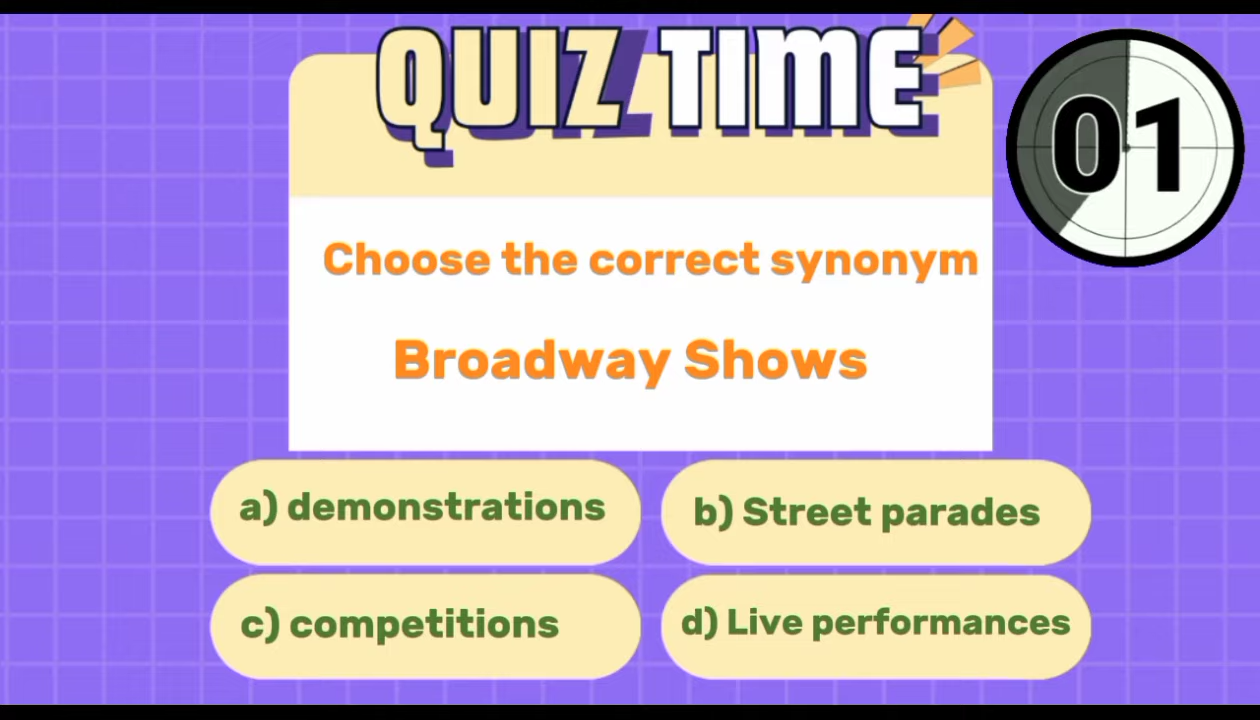 QUIZ TIME
01
Choose the correct synonym
Broadway Shows
a) demonstrations
b) Street parades
c) competitions
d) Live performances